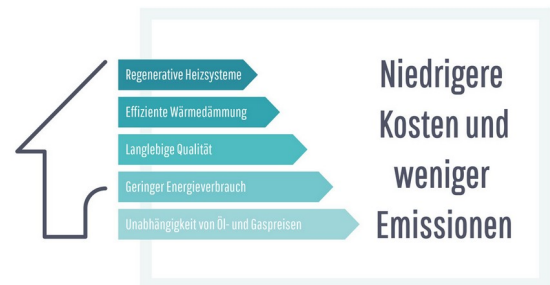 Regenerative Heizsysteme
Effiziente Wärmedämmung
Langlebige Qualität
Geringer Energieverbrauch
Unabhängigkeit von Öl- und Gaspreisen
Niedrigere
Kosten und
weniger
Emissionen